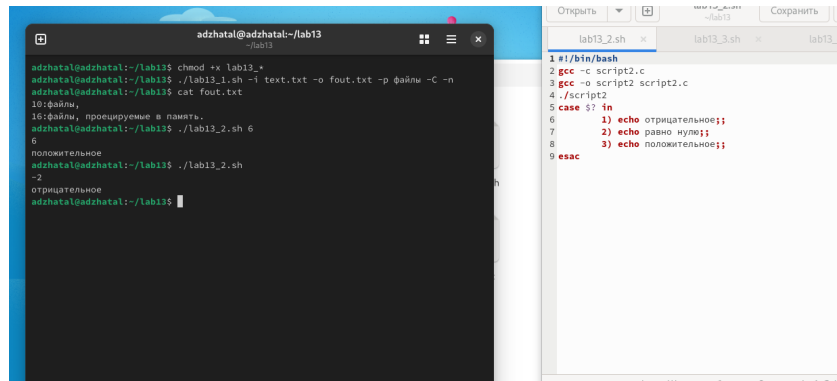 adzhatal@adzhatal:~/lab13
~/lab13
adzhatal@adzhatal:~/lab13$ chmod +x lab13_*
adzhatal@adzhatal:~/lab13$ ./lab13_1.sh -i text.txt -o fout.txt -p файлы -C -n
adzhatal@adzhatal:~/lab13$ cat fout.txt
10:файлы,
16:файлы, проецируемые в память.
adzhatal@adzhatal:~/lab13$ ./lab13_2.sh 6
6
положительное
adzhatal@adzhatal:~/lab13$ ./lab13_2.sh
-2
отрицательное
adzhatal@adzhatal:~/lab13$
h
Открыть
~/lab13
Сохранить
lab13_2.sh
lab13_3.sh
lab13_
1 #!/bin/bash
2 gcc -c script2.c
3 gcc -o script2 script2.c
4 ./script2
5 case $? in
6 1) echo отрицательное;;
7 2) echo равно нулю;;
8 3) echo положительное;;
9 esac